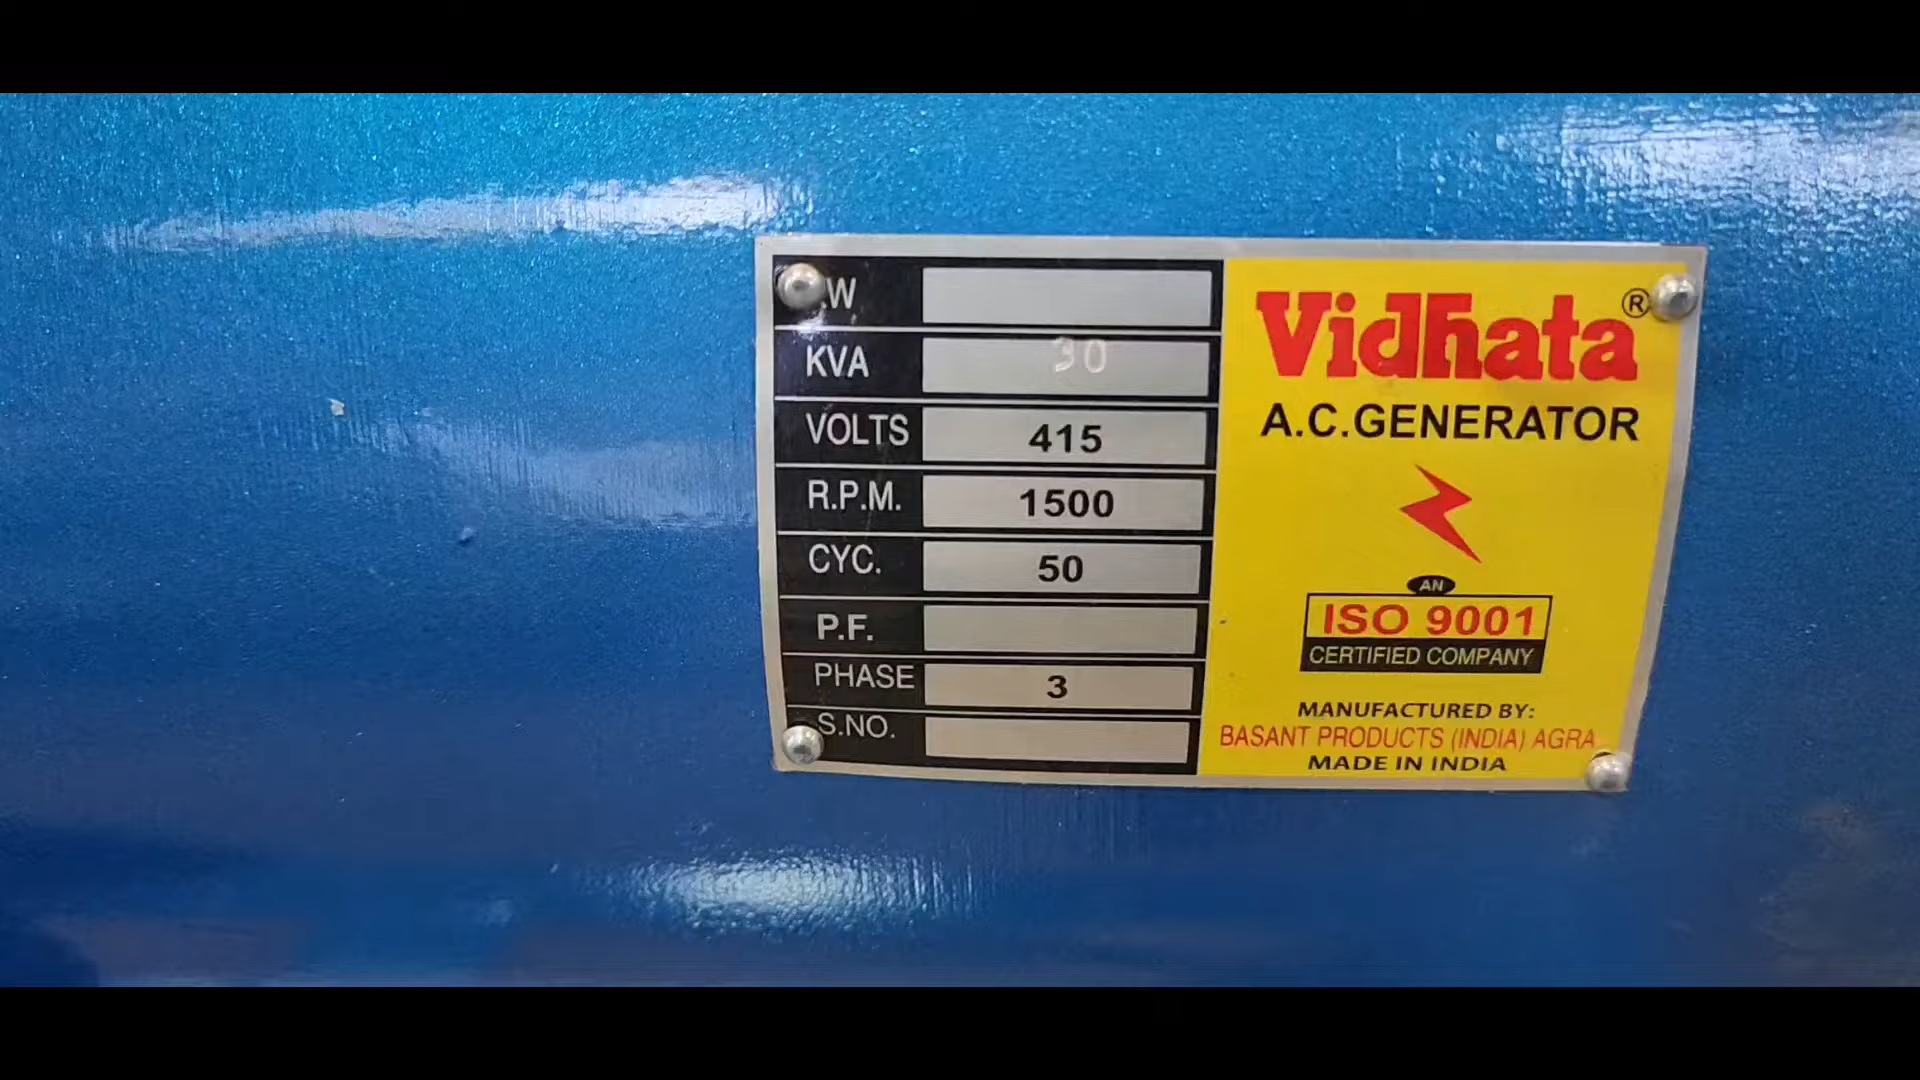 W
KVA 30
VOLTS 415
R.P.M. 1500
CYC. 50
P.F.
PHASE 3
S.NO.
Vidhata ®
A.C.GENERATOR
AN
ISO 9001
CERTIFIED COMPANY
MANUFACTURED BY:
BASANT PRODUCTS (INDIA) AGRA
MADE IN INDIA